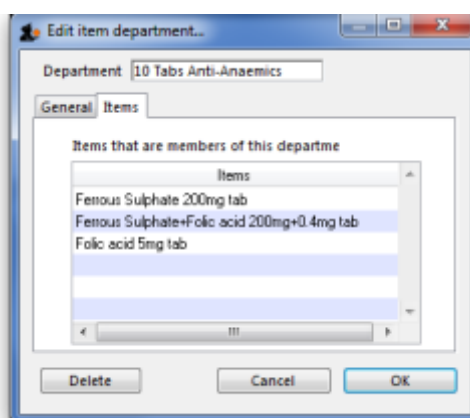 Edit item department...
Department 10 Tabs Anti-Anaemics
General Items
Items that are members of this departme
Items
Ferrous Sulphate 200mg tab
Ferrous Sulphate+Folic acid 200mg+0.4mg tab
Folic acid 5mg tab
Delete Cancel OK